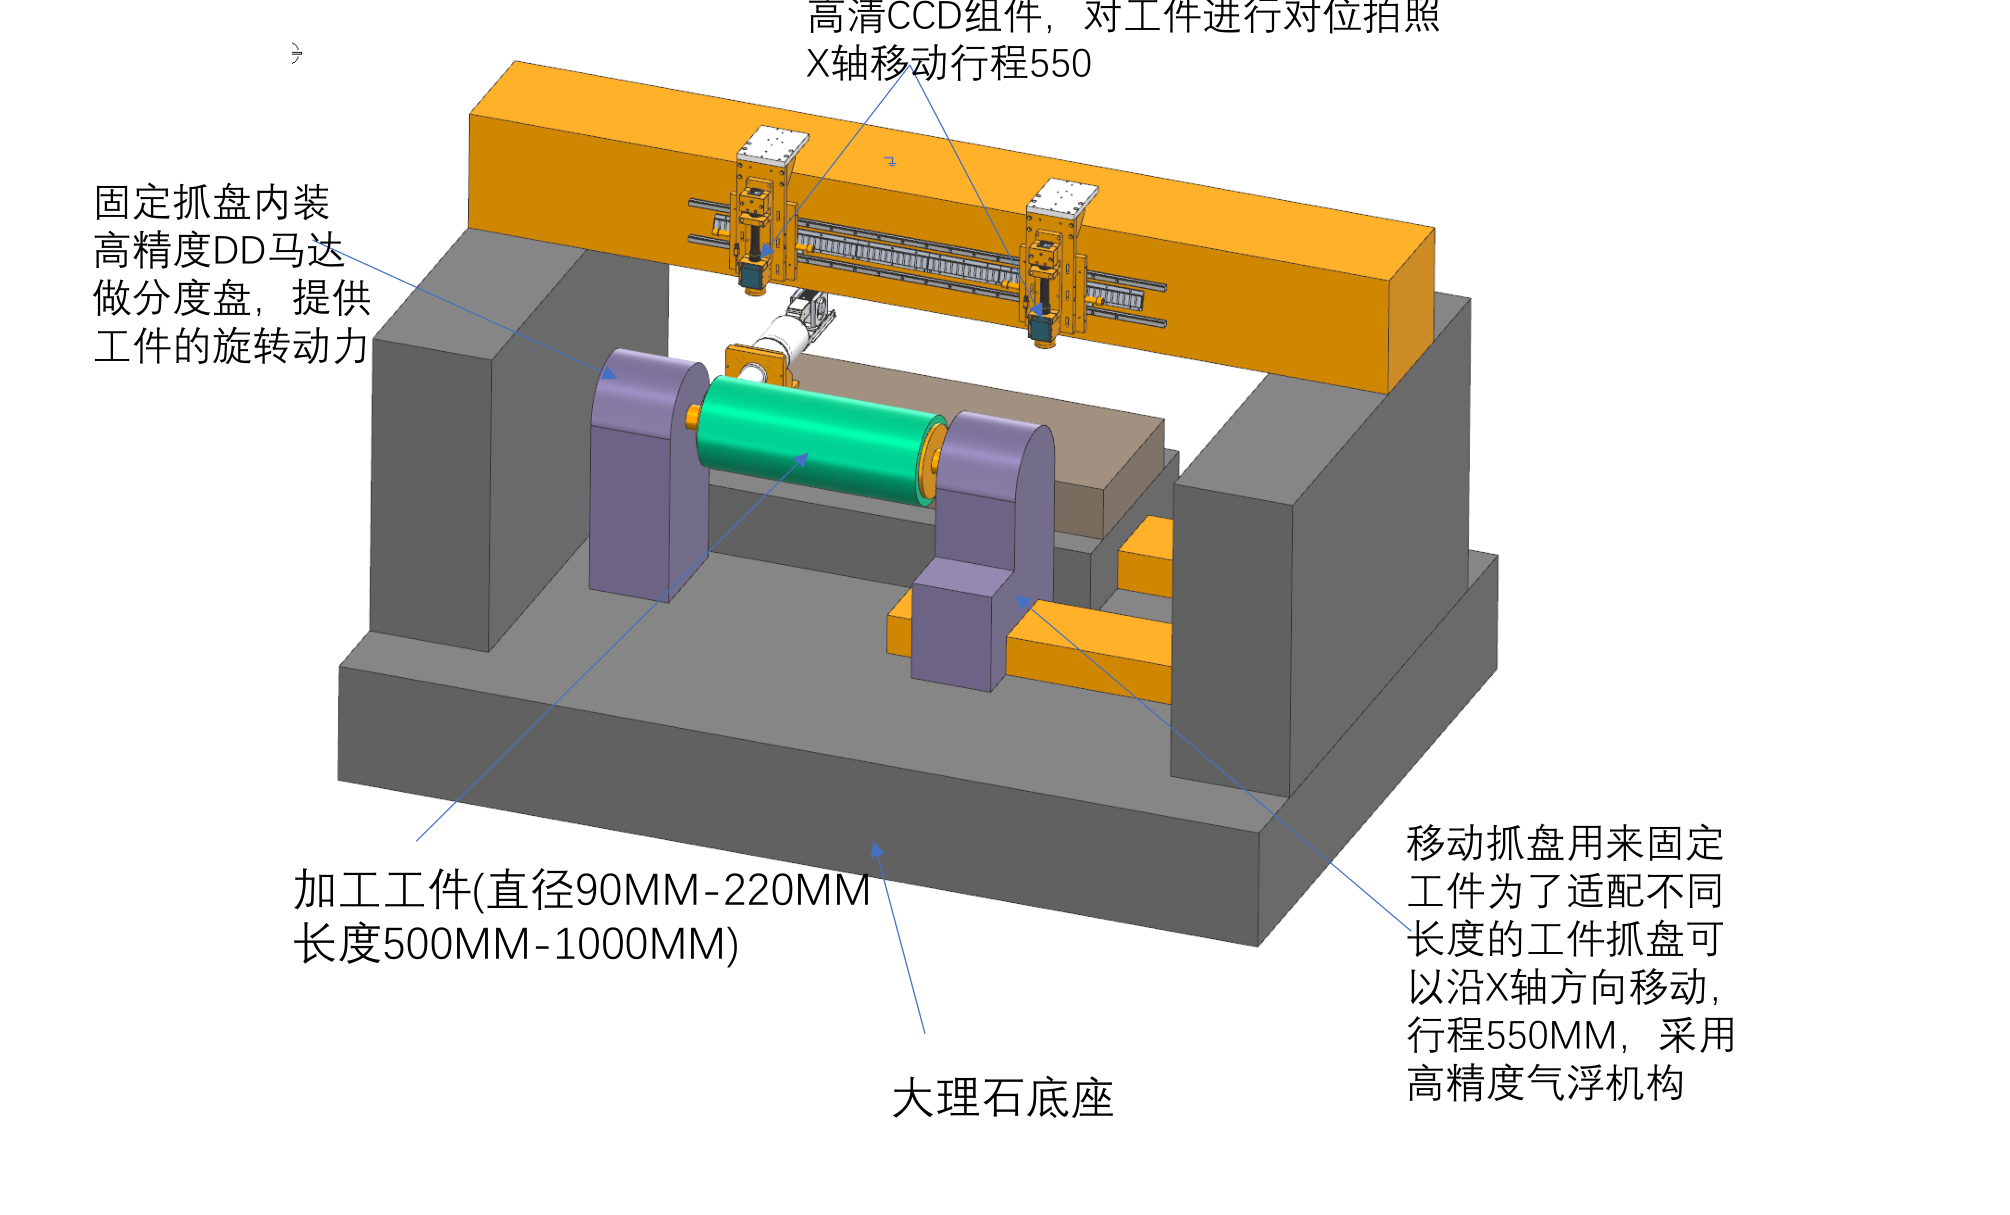 高清CCD组件，对工件进行对位拍照
X轴移动行程550
固定抓盘内装
高精度DD马达
做分度盘，提供
工件的旋转动力
加工工件(直径90MM-220MM
长度500MM-1000MM)
大理石底座
移动抓盘用来固定
工件为了适配不同
长度的工件抓盘可
以沿X轴方向移动，
行程550MM，采用
高精度气浮机构